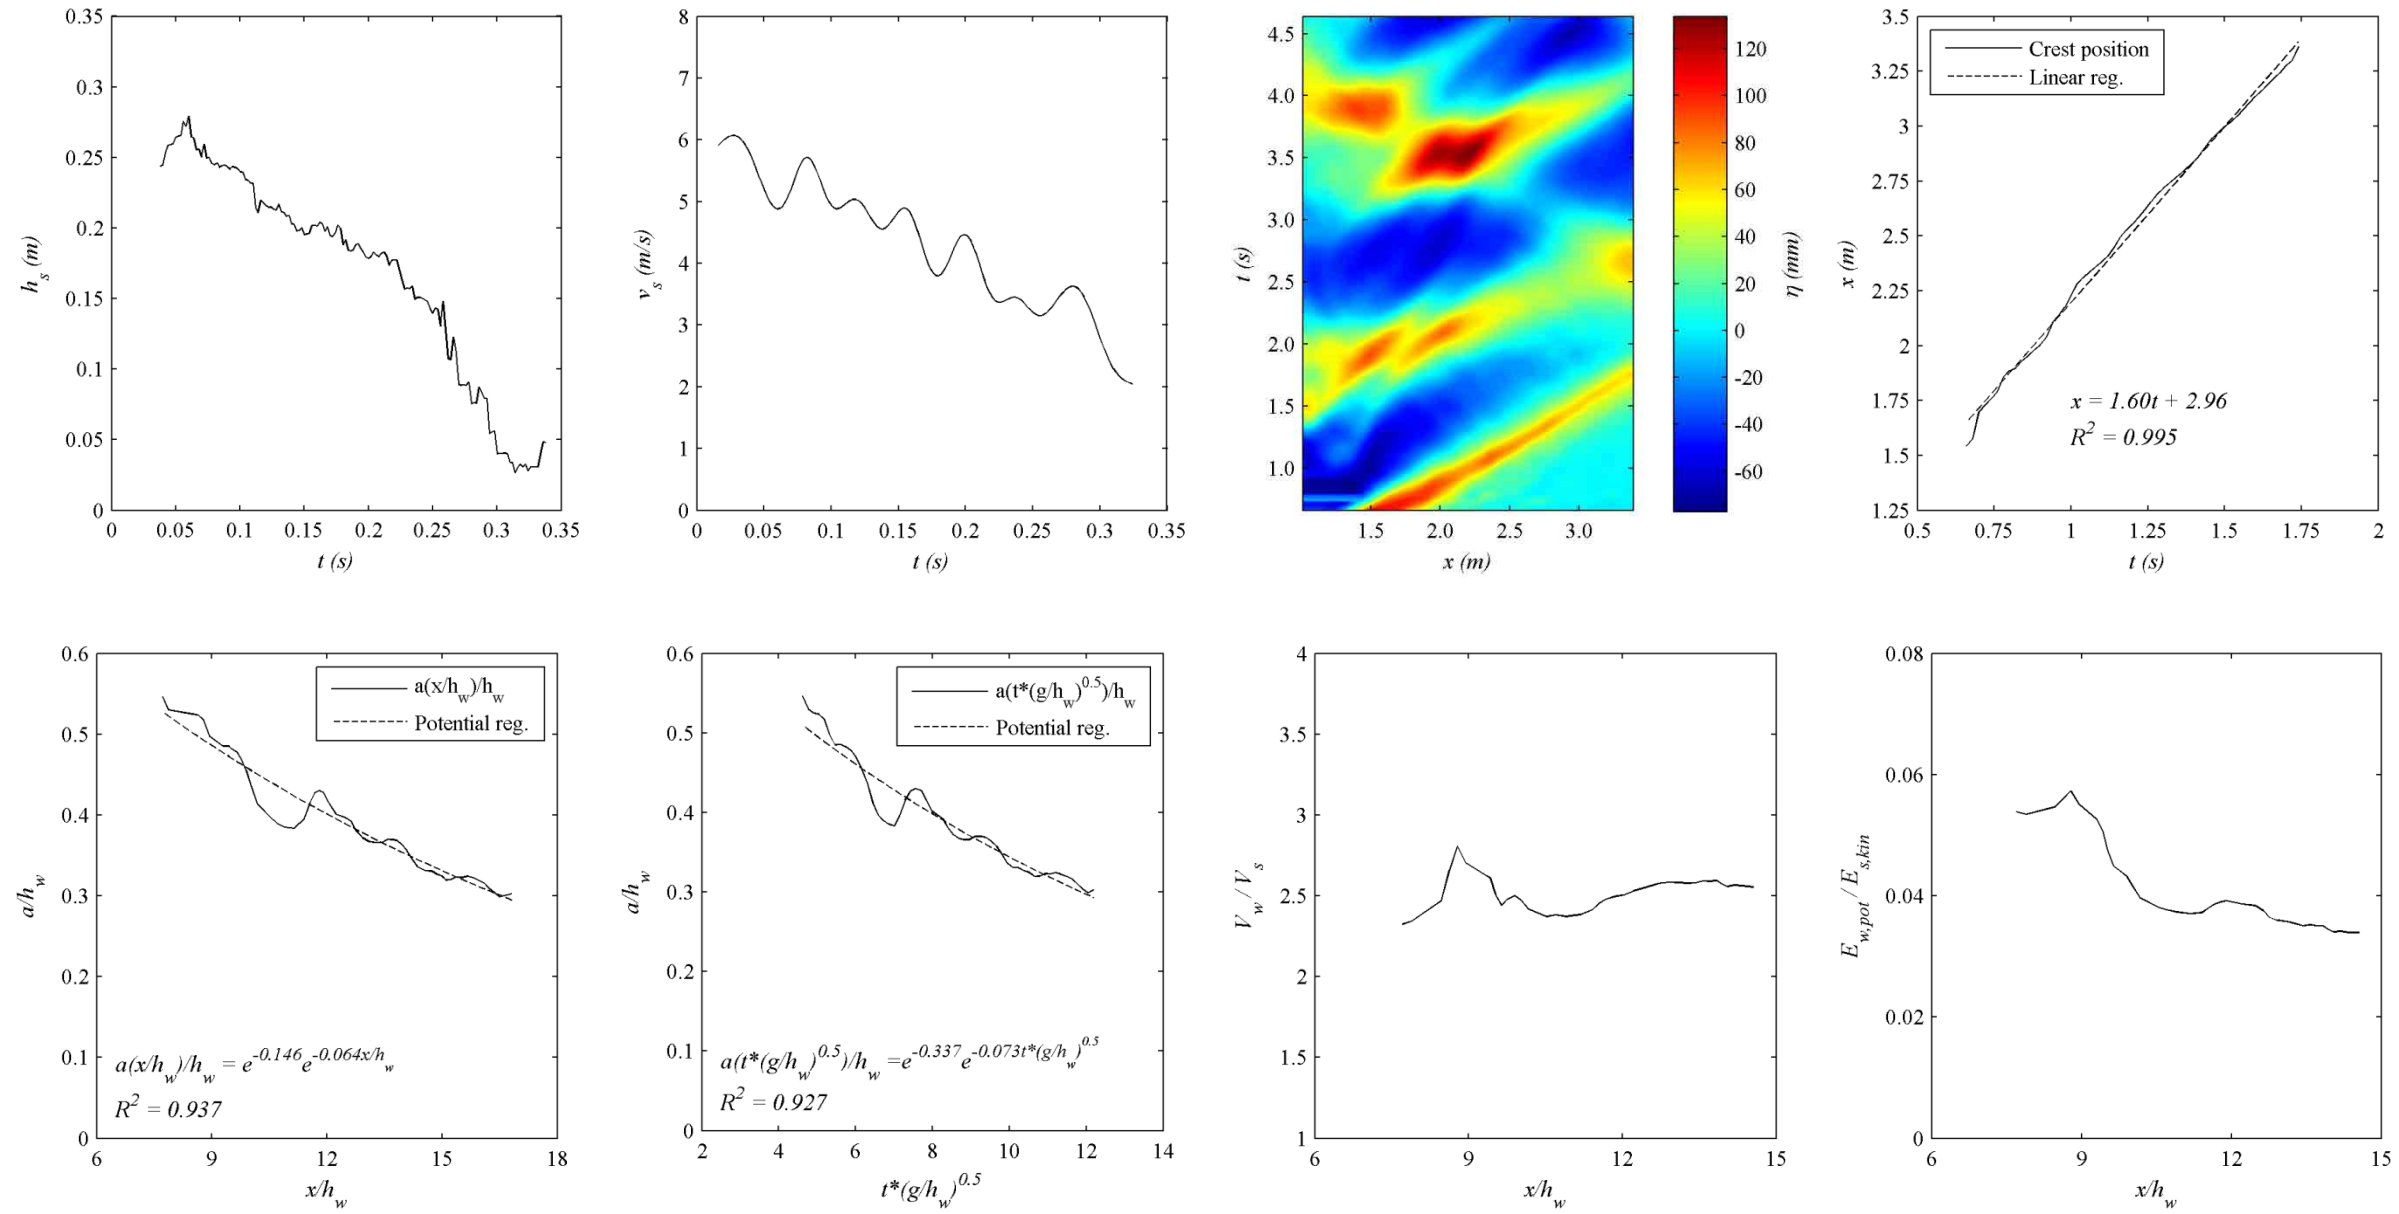 0.35
0.3
0.25
0.2
0.15
0.1
0.05
0
0 0.05 0.1 0.15 0.2 0.25 0.3 0.35
h_s (m)
t (s)
8
7
6
5
4
3
2
1
0
0 0.05 0.1 0.15 0.2 0.25 0.3 0.35
v_s (m/s)
t (s)
4.5
4.0
3.5
3.0
2.5
2.0
1.5
1.0
1.5 2.0 2.5 3.0
t (s)
x (m)
120
100
80
60
40
20
0
-20
-40
-60
η (mm)
3.5
3.25
3
2.75
2.5
2.25
2
1.75
1.5
1.25
0.5 0.75 1 1.25 1.5 1.75 2
x (m)
t (s)
Crest position
Linear reg.
x = 1.60t + 2.96
R^2 = 0.995
0.6
0.5
0.4
0.3
0.2
0.1
0
6 9 12 15 18
a/h_w
x/h_w
a(x/h_w)/h_w
Potential reg.
a(x/h_w)/h_w = e^-0.146e^-0.064x/h_w
R^2 = 0.937
0.6
0.5
0.4
0.3
0.2
0.1
0
2 4 6 8 10 12 14
a/h_w
t*(g/h_w)^0.5
a(t*(g/h_w)^0.5)/h_w
Potential reg.
a(t*(g/h_w)^0.5)/h_w =e^-0.337e^-0.073t*(g/h_w)^0.5
R^2 = 0.927
4
3.5
3
2.5
2
1.5
1
6 9 12 15
V_w / V_s
x/h_w
0.08
0.06
0.04
0.02
0
6 9 12 15
E_w,pot / E_s,kin
x/h_w